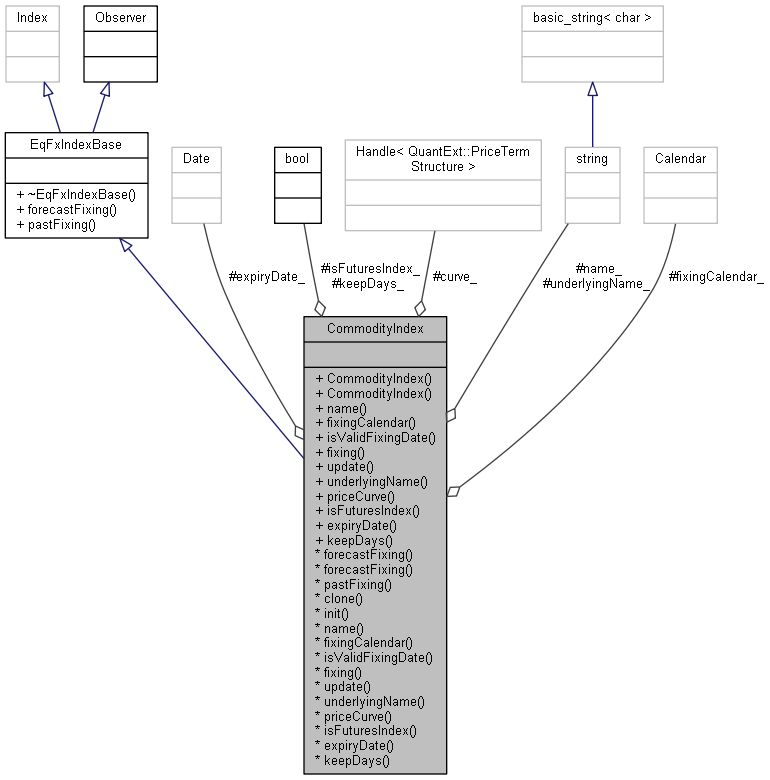 Index
Observer
basic_string< char >
EqFxIndexBase
+ ~EqFxIndexBase()
+ forecastFixing()
+ pastFixing()
Date
bool
Handle< QuantExt::PriceTerm
Structure >
string
Calendar
#expiryDate_
#isFuturesIndex_
#keepDays_
#curve_
#name_
#underlyingName_
#fixingCalendar_
CommodityIndex
+ CommodityIndex()
+ CommodityIndex()
+ name()
+ fixingCalendar()
+ isValidFixingDate()
+ fixing()
+ update()
+ underlyingName()
+ priceCurve()
+ isFuturesIndex()
+ expiryDate()
+ keepDays()
* forecastFixing()
* forecastFixing()
* pastFixing()
* clone()
* init()
* name()
* fixingCalendar()
* isValidFixingDate()
* fixing()
* update()
* underlyingName()
* priceCurve()
* isFuturesIndex()
* expiryDate()
* keepDays()